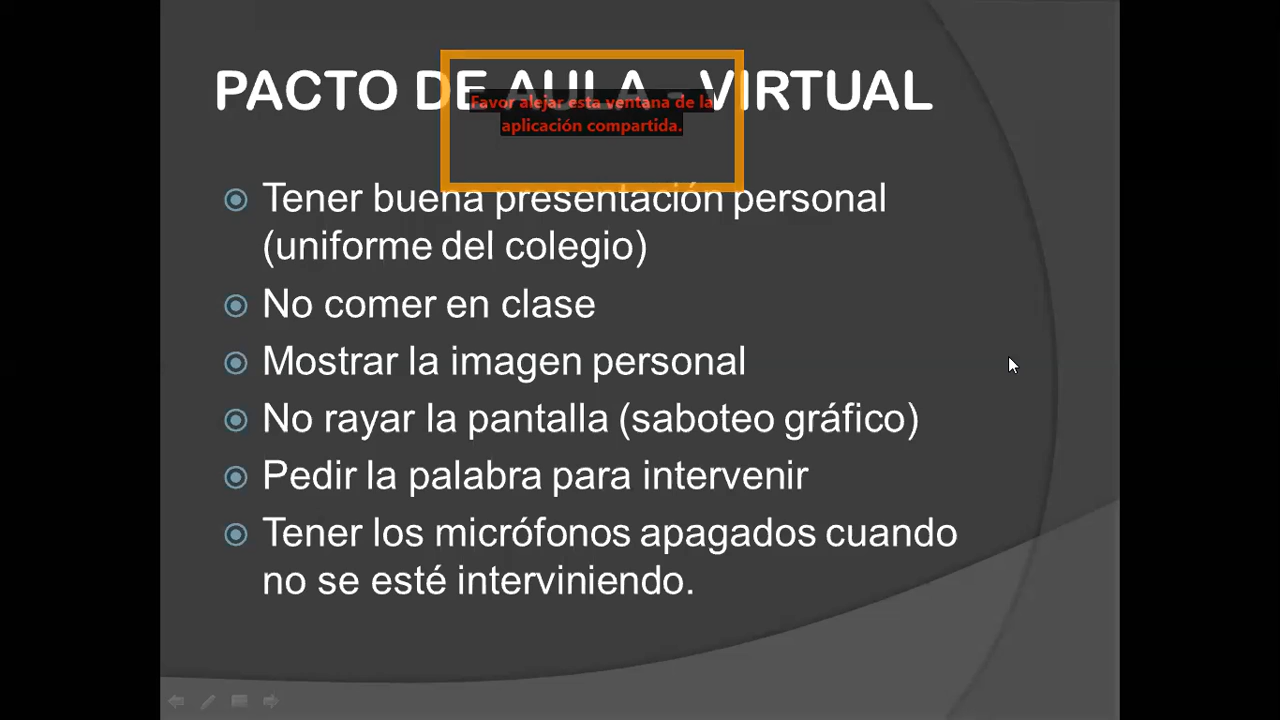 PACTO DE AULA - VIRTUAL
Favor alejar esta ventana de la
aplicación compartida.
Tener buena presentación personal
(uniforme del colegio)
No comer en clase
Mostrar la imagen personal
No rayar la pantalla (saboteo gráfico)
Pedir la palabra para intervenir
Tener los micrófonos apagados cuando
no se esté interviniendo.